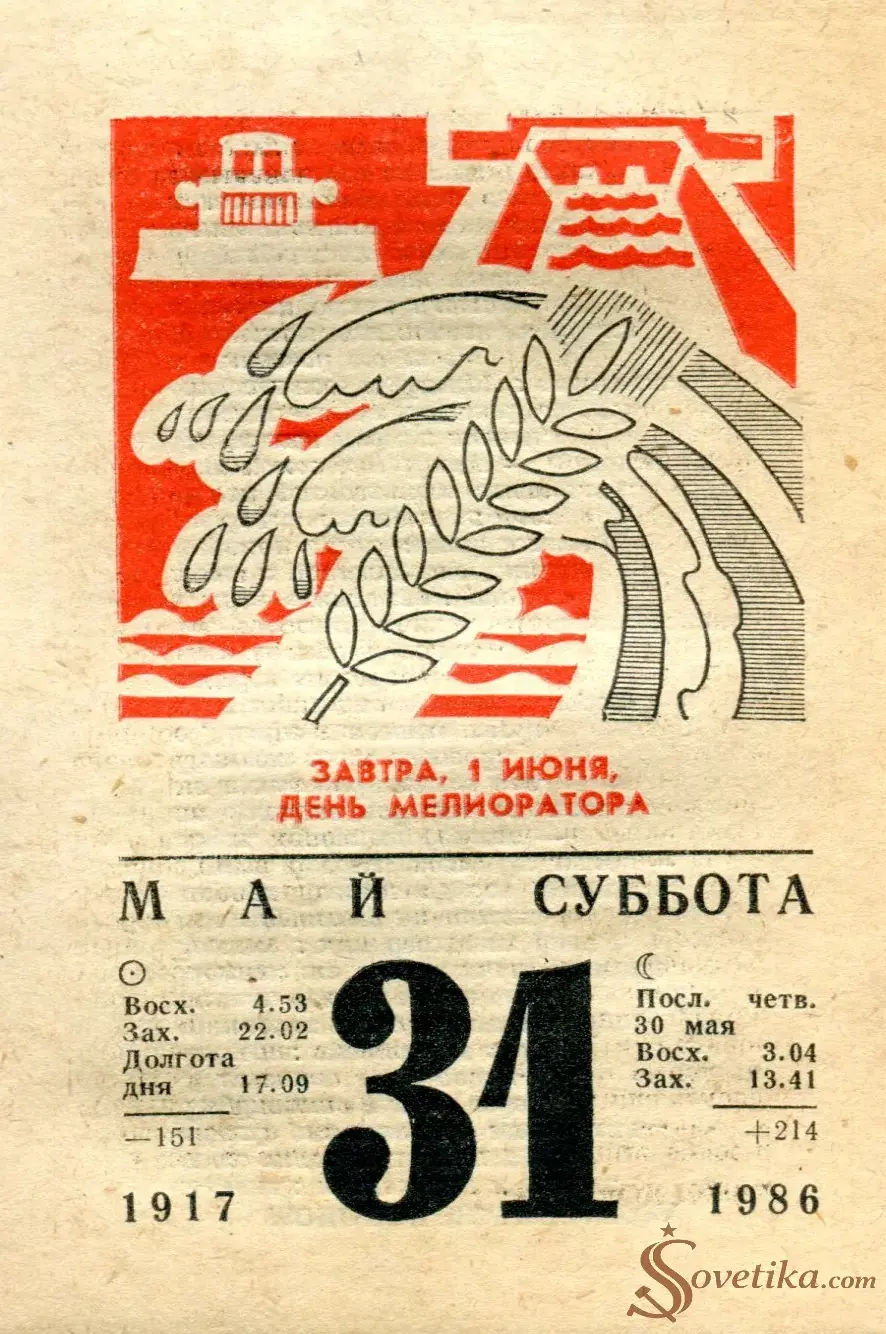 ЗАВТРА, 1 ИЮНЯ,
ДЕНЬ МЕЛИОРАТОРА
МАЙ СУББОТА
31
Восх. 4.53
Зах. 22.02
Долгота
дня 17.09
—151
1917
Посл. четв.
30 мая
Восх. 3.04
Зах. 13.41
+214
1986
Sovetika.com